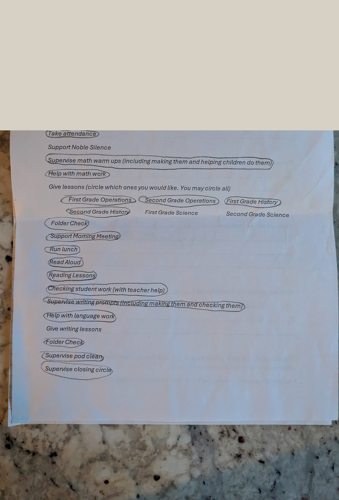 Take attendance
Support Noble Silence
Supervise math warm ups (including making them and helping children do them)
Help with math work
Give lessons (circle which ones you would like. You may circle all)
First Grade Operations Second Grade Operations First Grade History
Second Grade History First Grade Science Second Grade Science
Folder Check
Support Morning Meeting
Run lunch
Read Aloud
Reading Lessons
Checking student work (with teacher help)
Supervise writing prompts (including making them and checking them)
Help with language work
Give writing lessons
Folder Check
Supervise pod clean
Supervise closing circle